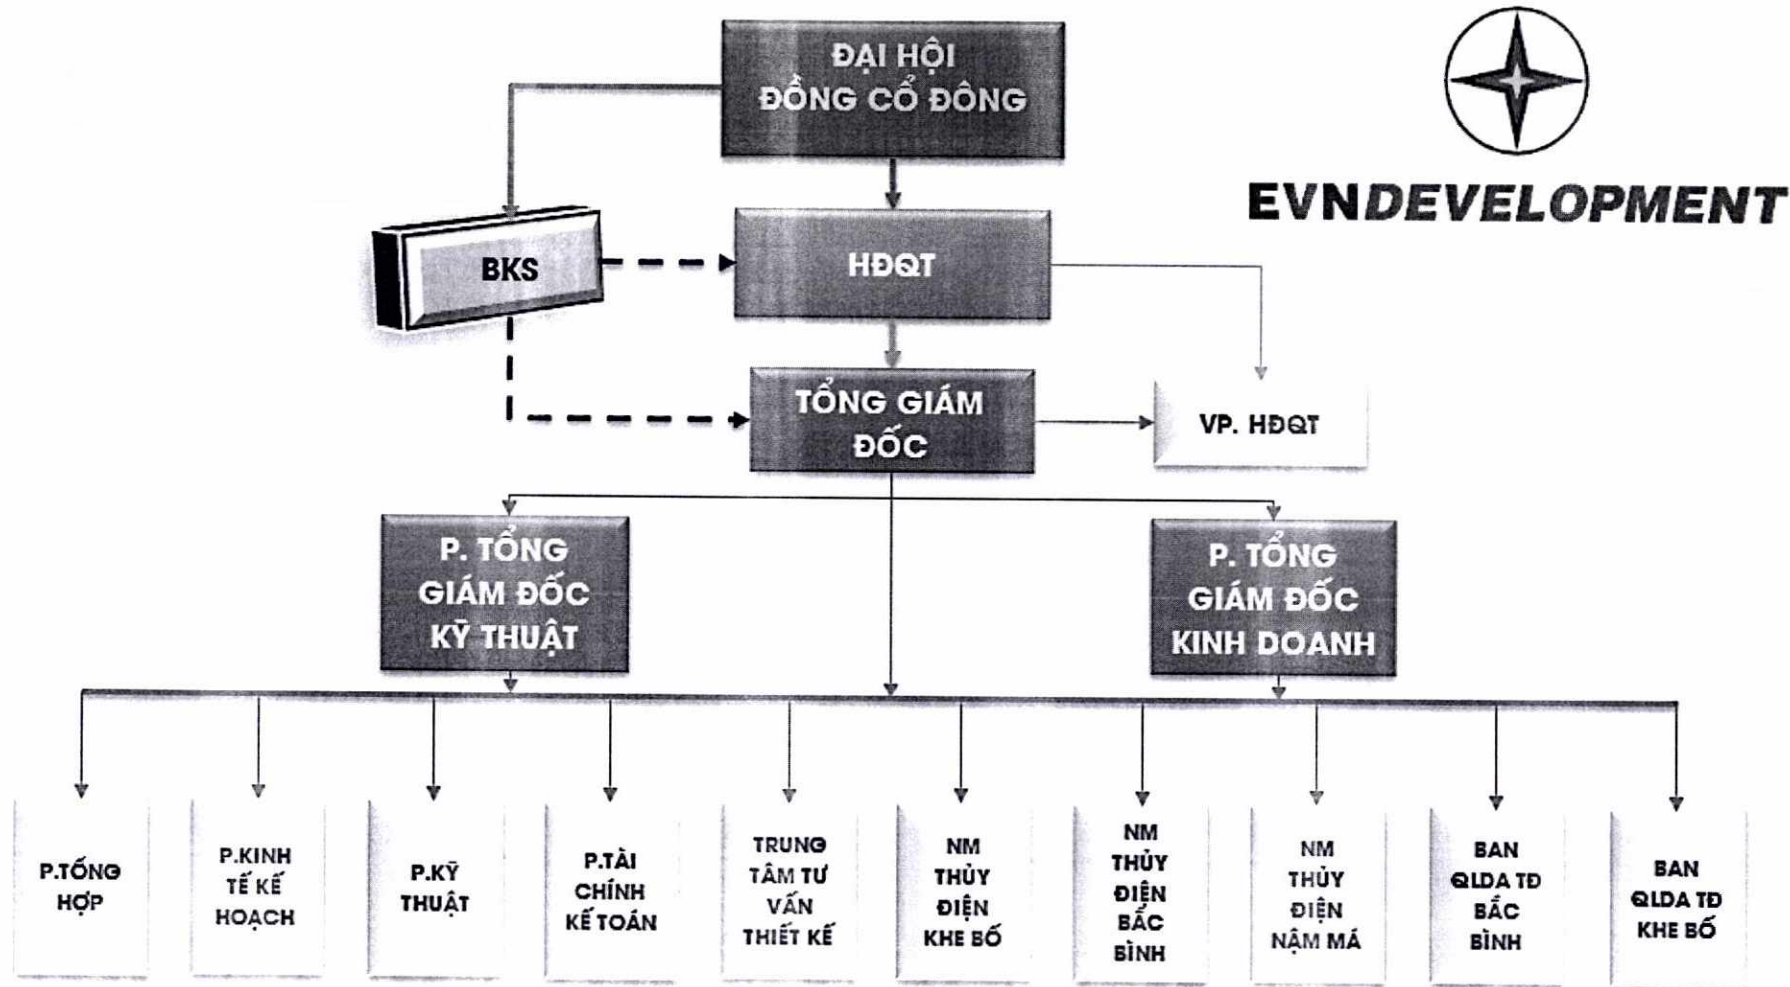 ĐẠI HỘI
ĐỒNG CỔ ĐÔNG
EVNDEVELOPMENT
BKS
HĐQT
TỔNG GIÁM
ĐỐC
VP. HĐQT
P. TỔNG
GIÁM ĐỐC
KỸ THUẬT
P. TỔNG
GIÁM ĐỐC
KINH DOANH
P.TỔNG
HỢP
P.KINH
TẾ KẾ
HOẠCH
P.KỸ
THUẬT
P.TÀI
CHÍNH
KẾ TOÁN
TRUNG
TÂM TƯ
VẤN
THIẾT KẾ
NM
THỦY
ĐIỆN
KHE BỐ
NM
THỦY
ĐIỆN
BẮC
BÌNH
NM
THỦY
ĐIỆN
NẬM MÁ
BAN
QLDA TĐ
BẮC
BÌNH
BAN
QLDA TĐ
KHE BỐ